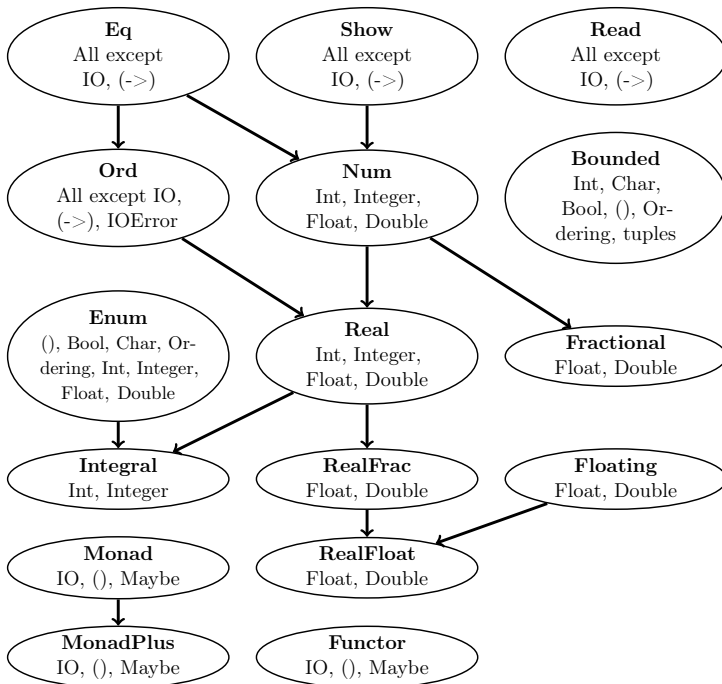 Eq
All except
IO, (->)
Show
All except
IO, (->)
Read
All except
IO, (->)
Ord
All except IO,
(->), IOError
Num
Int, Integer,
Float, Double
Bounded
Int, Char,
Bool, (), Or-
dering, tuples
Enum
(), Bool, Char, Or-
dering, Int, Integer,
Float, Double
Real
Int, Integer,
Float, Double
Fractional
Float, Double
Integral
Int, Integer
RealFrac
Float, Double
Floating
Float, Double
Monad
IO, (), Maybe
RealFloat
Float, Double
MonadPlus
IO, (), Maybe
Functor
IO, (), Maybe